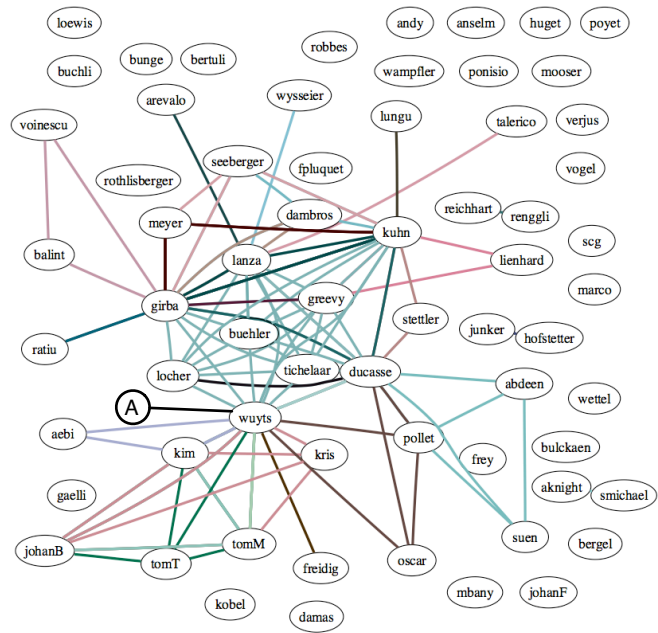 loewis
andy
anselm
huget
poyet
robbes
bunge
bertuli
buchli
wampfler
ponisio
mooser
arevalo
wysseier
voinescu
lungu
talerico
verjus
seeberger
fpluquet
vogel
rothlisberger
meyer
dambros
kuhn
reichhart
renggli
balint
lanza
lienhard
scg
girba
greevy
marco
ratiu
buehler
stettler
junker
hofstetter
locher
tichelaar
ducasse
abdeen
A
wuyts
wettel
aebi
kim
kris
pollet
frey
bulckaen
gaelli
aknight
smichael
johanB
tomT
tomM
freidig
oscar
suen
bergel
kobel
damas
mbany
johanF